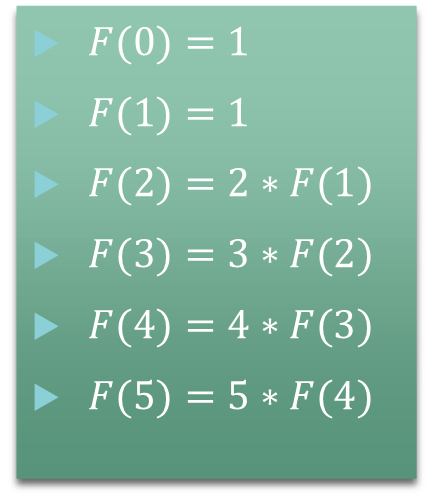 F(0) = 1
F(1) = 1
F(2) = 2 ∗ F(1)
F(3) = 3 ∗ F(2)
F(4) = 4 ∗ F(3)
F(5) = 5 ∗ F(4)